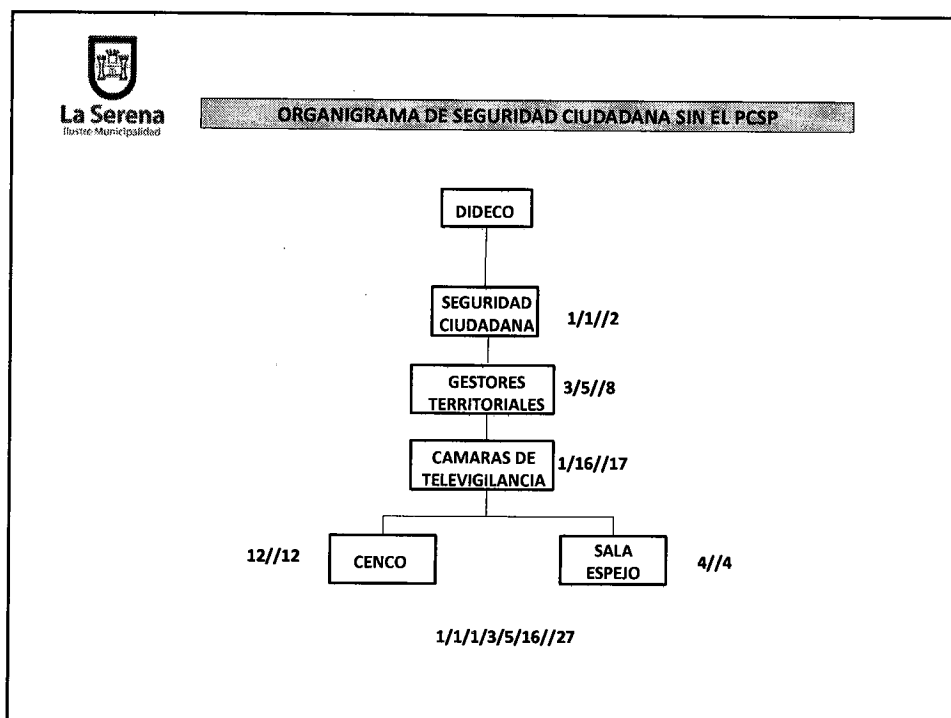 La Serena
Ilustre Municipalidad
ORGANIGRAMA DE SEGURIDAD CIUDADANA SIN EL PCSP
DIDECO
SEGURIDAD
CIUDADANA
1/1//2
GESTORES
TERRITORIALES
3/5//8
CAMARAS DE
TELEVIGILANCIA
1/16//17
12//12
CENCO
SALA
ESPEJO
4//4
1/1/1/3/5/16//27